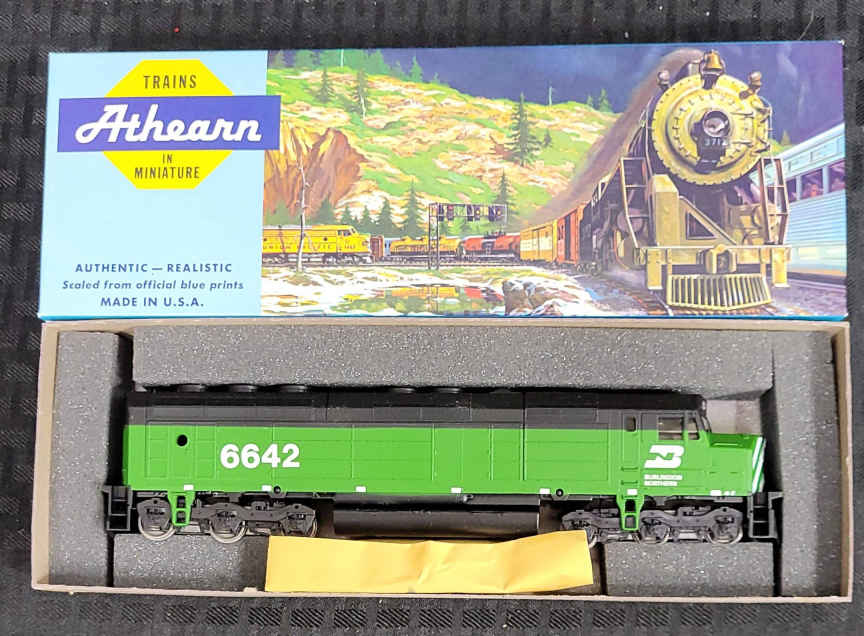 TRAINS
Athearn
IN
MINIATURE
AUTHENTIC — REALISTIC
Scaled from official blue prints
MADE IN U.S.A.
6642
BURLINGTON
NORTHERN